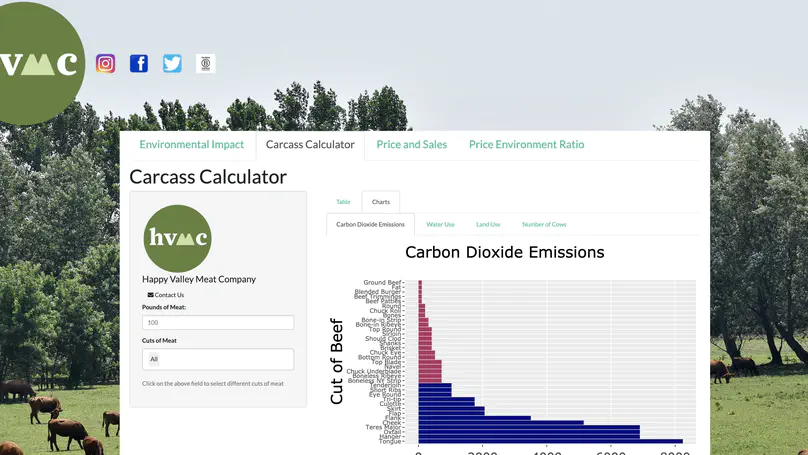 vmc
Environmental Impact
Carcass Calculator
Price and Sales
Price Environment Ratio
Carcass Calculator
hvmc
Happy Valley Meat Company
Contact Us
Pounds of Meat:
100
Cuts of Meat
All
Click on the above field to select different cuts of meat
Table
Charts
Carbon Dioxide Emissions
Water Use
Land Use
Number of Cows
Carbon Dioxide Emissions
Cut of Beef
Ground Beef
Fat
Blended Burger
Beef Trimmings
Beef Patties
Round
Chuck Roll
Bones
Bone-in Strip
Bone-in Ribeye
Top Round
Sirloin
Should Clod
Shanks
Brisket
Chuck Eye
Bottom Round
Top Blade
Navel
Chuck Underblade
Boneless Ribeye
Boneless NY Strip
Tenderloin
Short Ribs
Eye Round
Tri-tip
Culotte
Skirt
Flap
Flank
Cheek
Teres Major
Oxtail
Hanger
Tongue
0
2000
4000
6000
8000